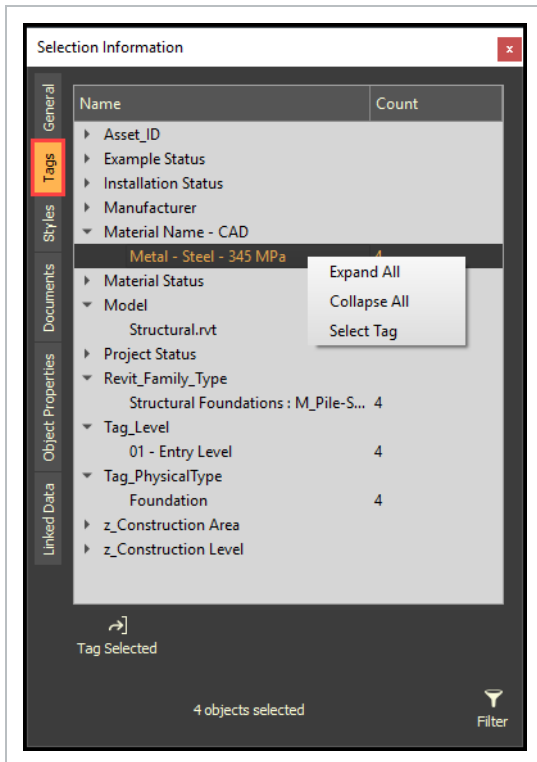 Selection Information
x
General
Tags
Styles
Documents
Object Properties
Linked Data
Name Count
Asset_ID
Example Status
Installation Status
Manufacturer
Material Name - CAD
Metal - Steel - 345 MPa 4
Expand All
Collapse All
Select Tag
Material Status
Model
Structural.rvt
Project Status
Revit_Family_Type
Structural Foundations : M_Pile-S... 4
Tag_Level
01 - Entry Level 4
Tag_PhysicalType
Foundation 4
z_Construction Area
z_Construction Level
Tag Selected
4 objects selected
Filter